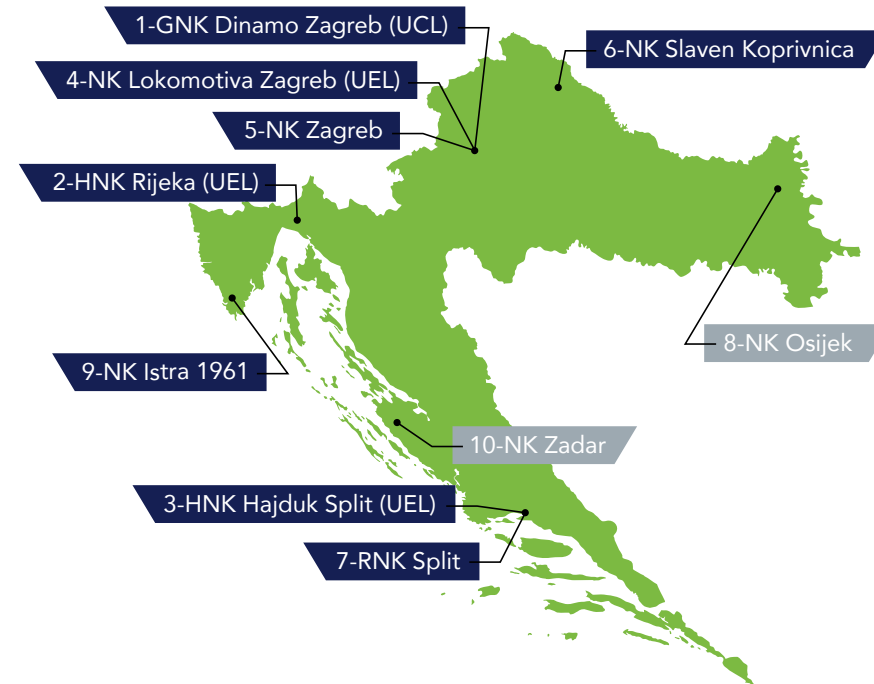 1-GNK Dinamo Zagreb (UCL)
6-NK Slaven Koprivnica
4-NK Lokomotiva Zagreb (UEL)
5-NK Zagreb
2-HNK Rijeka (UEL)
8-NK Osijek
9-NK Istra 1961
10-NK Zadar
3-HNK Hajduk Split (UEL)
7-RNK Split